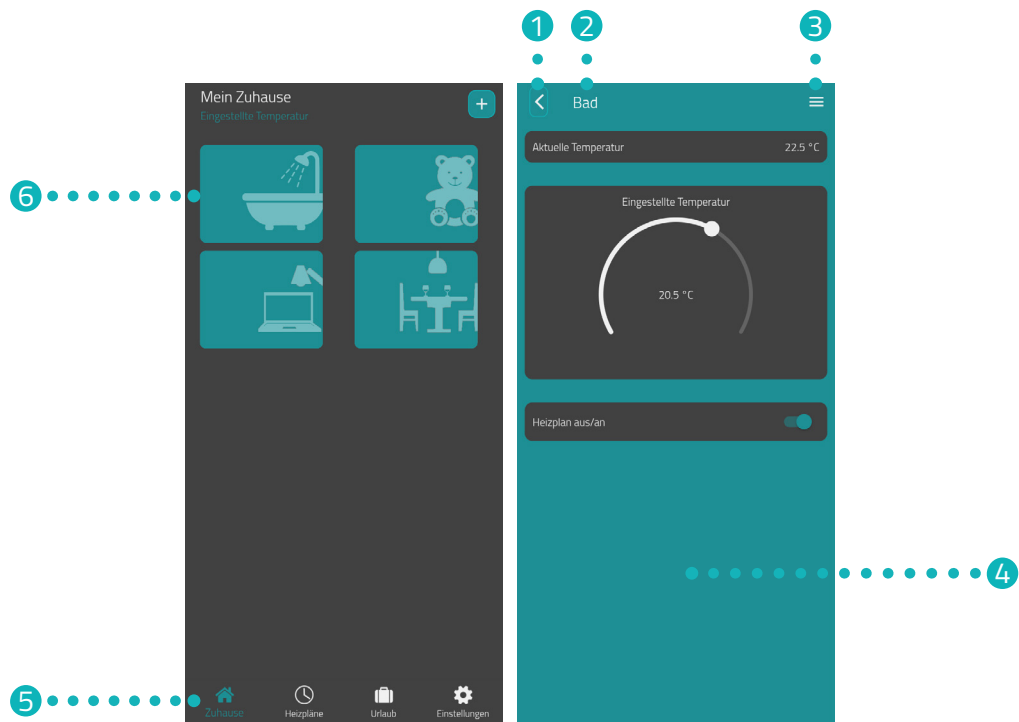 1
2
3
Mein Zuhause
Eingestellte Temperatur
+
Bad
Aktuelle Temperatur
22.5 °C
6
Eingestellte Temperatur
20.5 °C
Heizplan aus/an
4
5
Zuhause
Heizpläne
Urlaub
Einstellungen